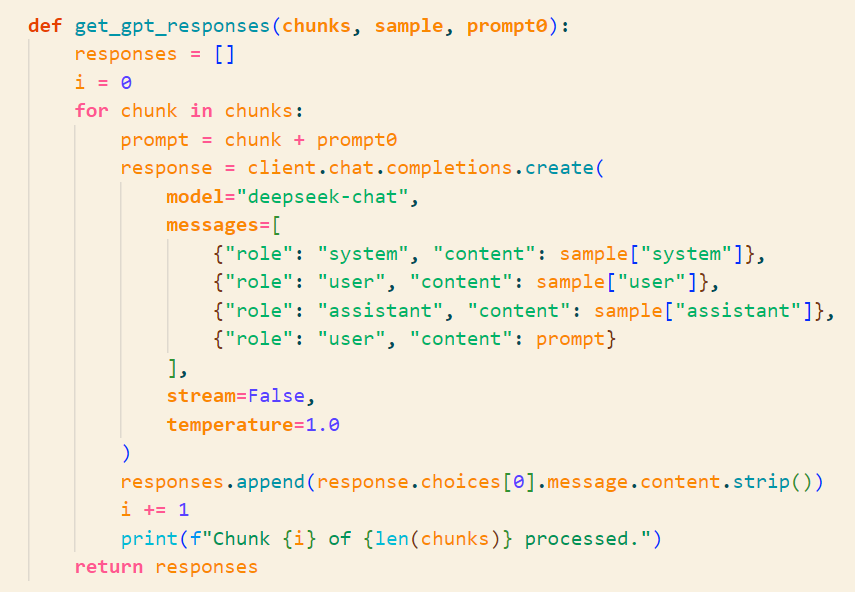 def get_gpt_responses(chunks, sample, prompt0):
    responses = []
    i = 0
    for chunk in chunks:
        prompt = chunk + prompt0
        response = client.chat.completions.create(
            model="deepseek-chat",
            messages=[
                {"role": "system", "content": sample["system"]},
                {"role": "user", "content": sample["user"]},
                {"role": "assistant", "content": sample["assistant"]},
                {"role": "user", "content": prompt}
            ],
            stream=False,
            temperature=1.0
        )
        responses.append(response.choices[0].message.content.strip())
        i += 1
        print(f"Chunk {i} of {len(chunks)} processed.")
    return responses